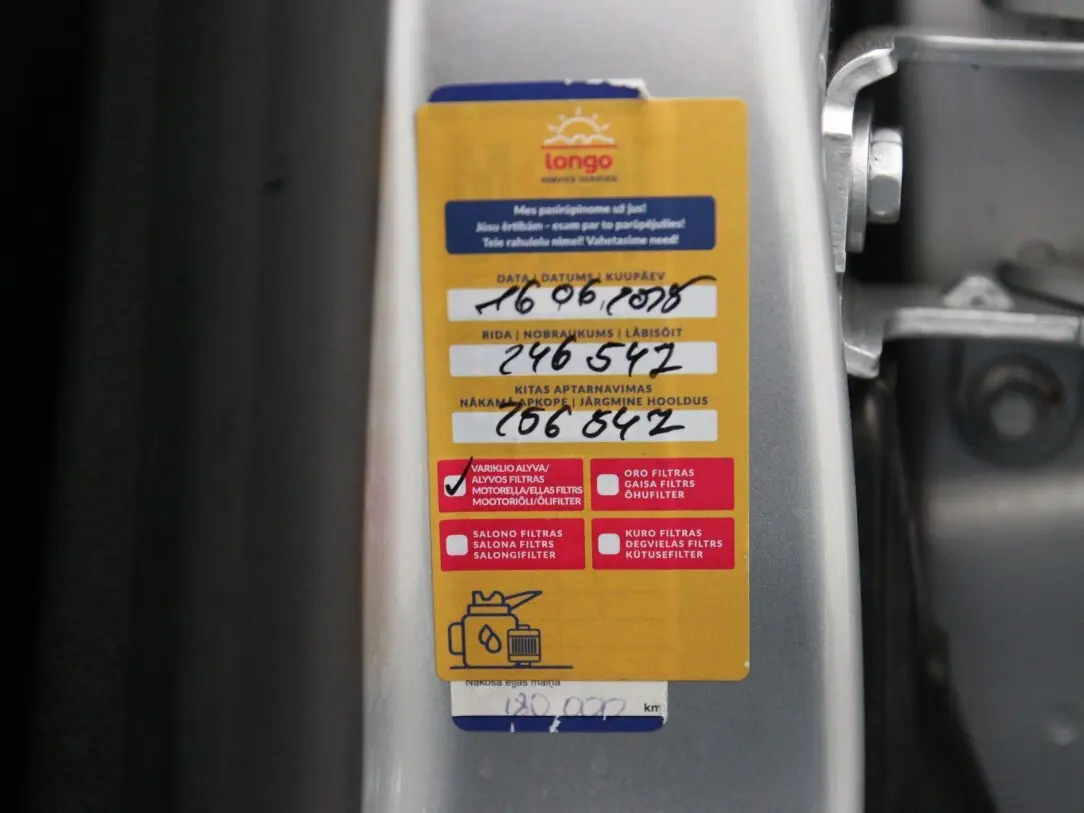 longo
Mes pasirūpinome už jus!
Jūsu ērtībām - esam par to parūpējušies!
Teie rahulolu nimel! Vahetasime need!
DATA | DATUMS | KUUPÄEV
16 06.
RIDA | NOBRAUKUMS | LÄBISÕIT
246 542
KITAS APTARNAVIMAS
NĀKAMĀ APKOPE | JÄRGMINE HOOLDUS
256 542
VARIKLIO ALYVA/
ALYVOS FILTRAS
MOTOREĻĻA/EĻĻAS FILTRS
MOOTORIÕLI/ÕLIFILTER
ORO FILTRAS
GAISA FILTRS
ÕHUFILTER
SALONO FILTRAS
SALONA FILTRS
SALONGIFILTER
KURO FILTRAS
DEGVIELAS FILTRS
KÜTUSEFILTER
Nākošā eļļas maiņa
180 000 km